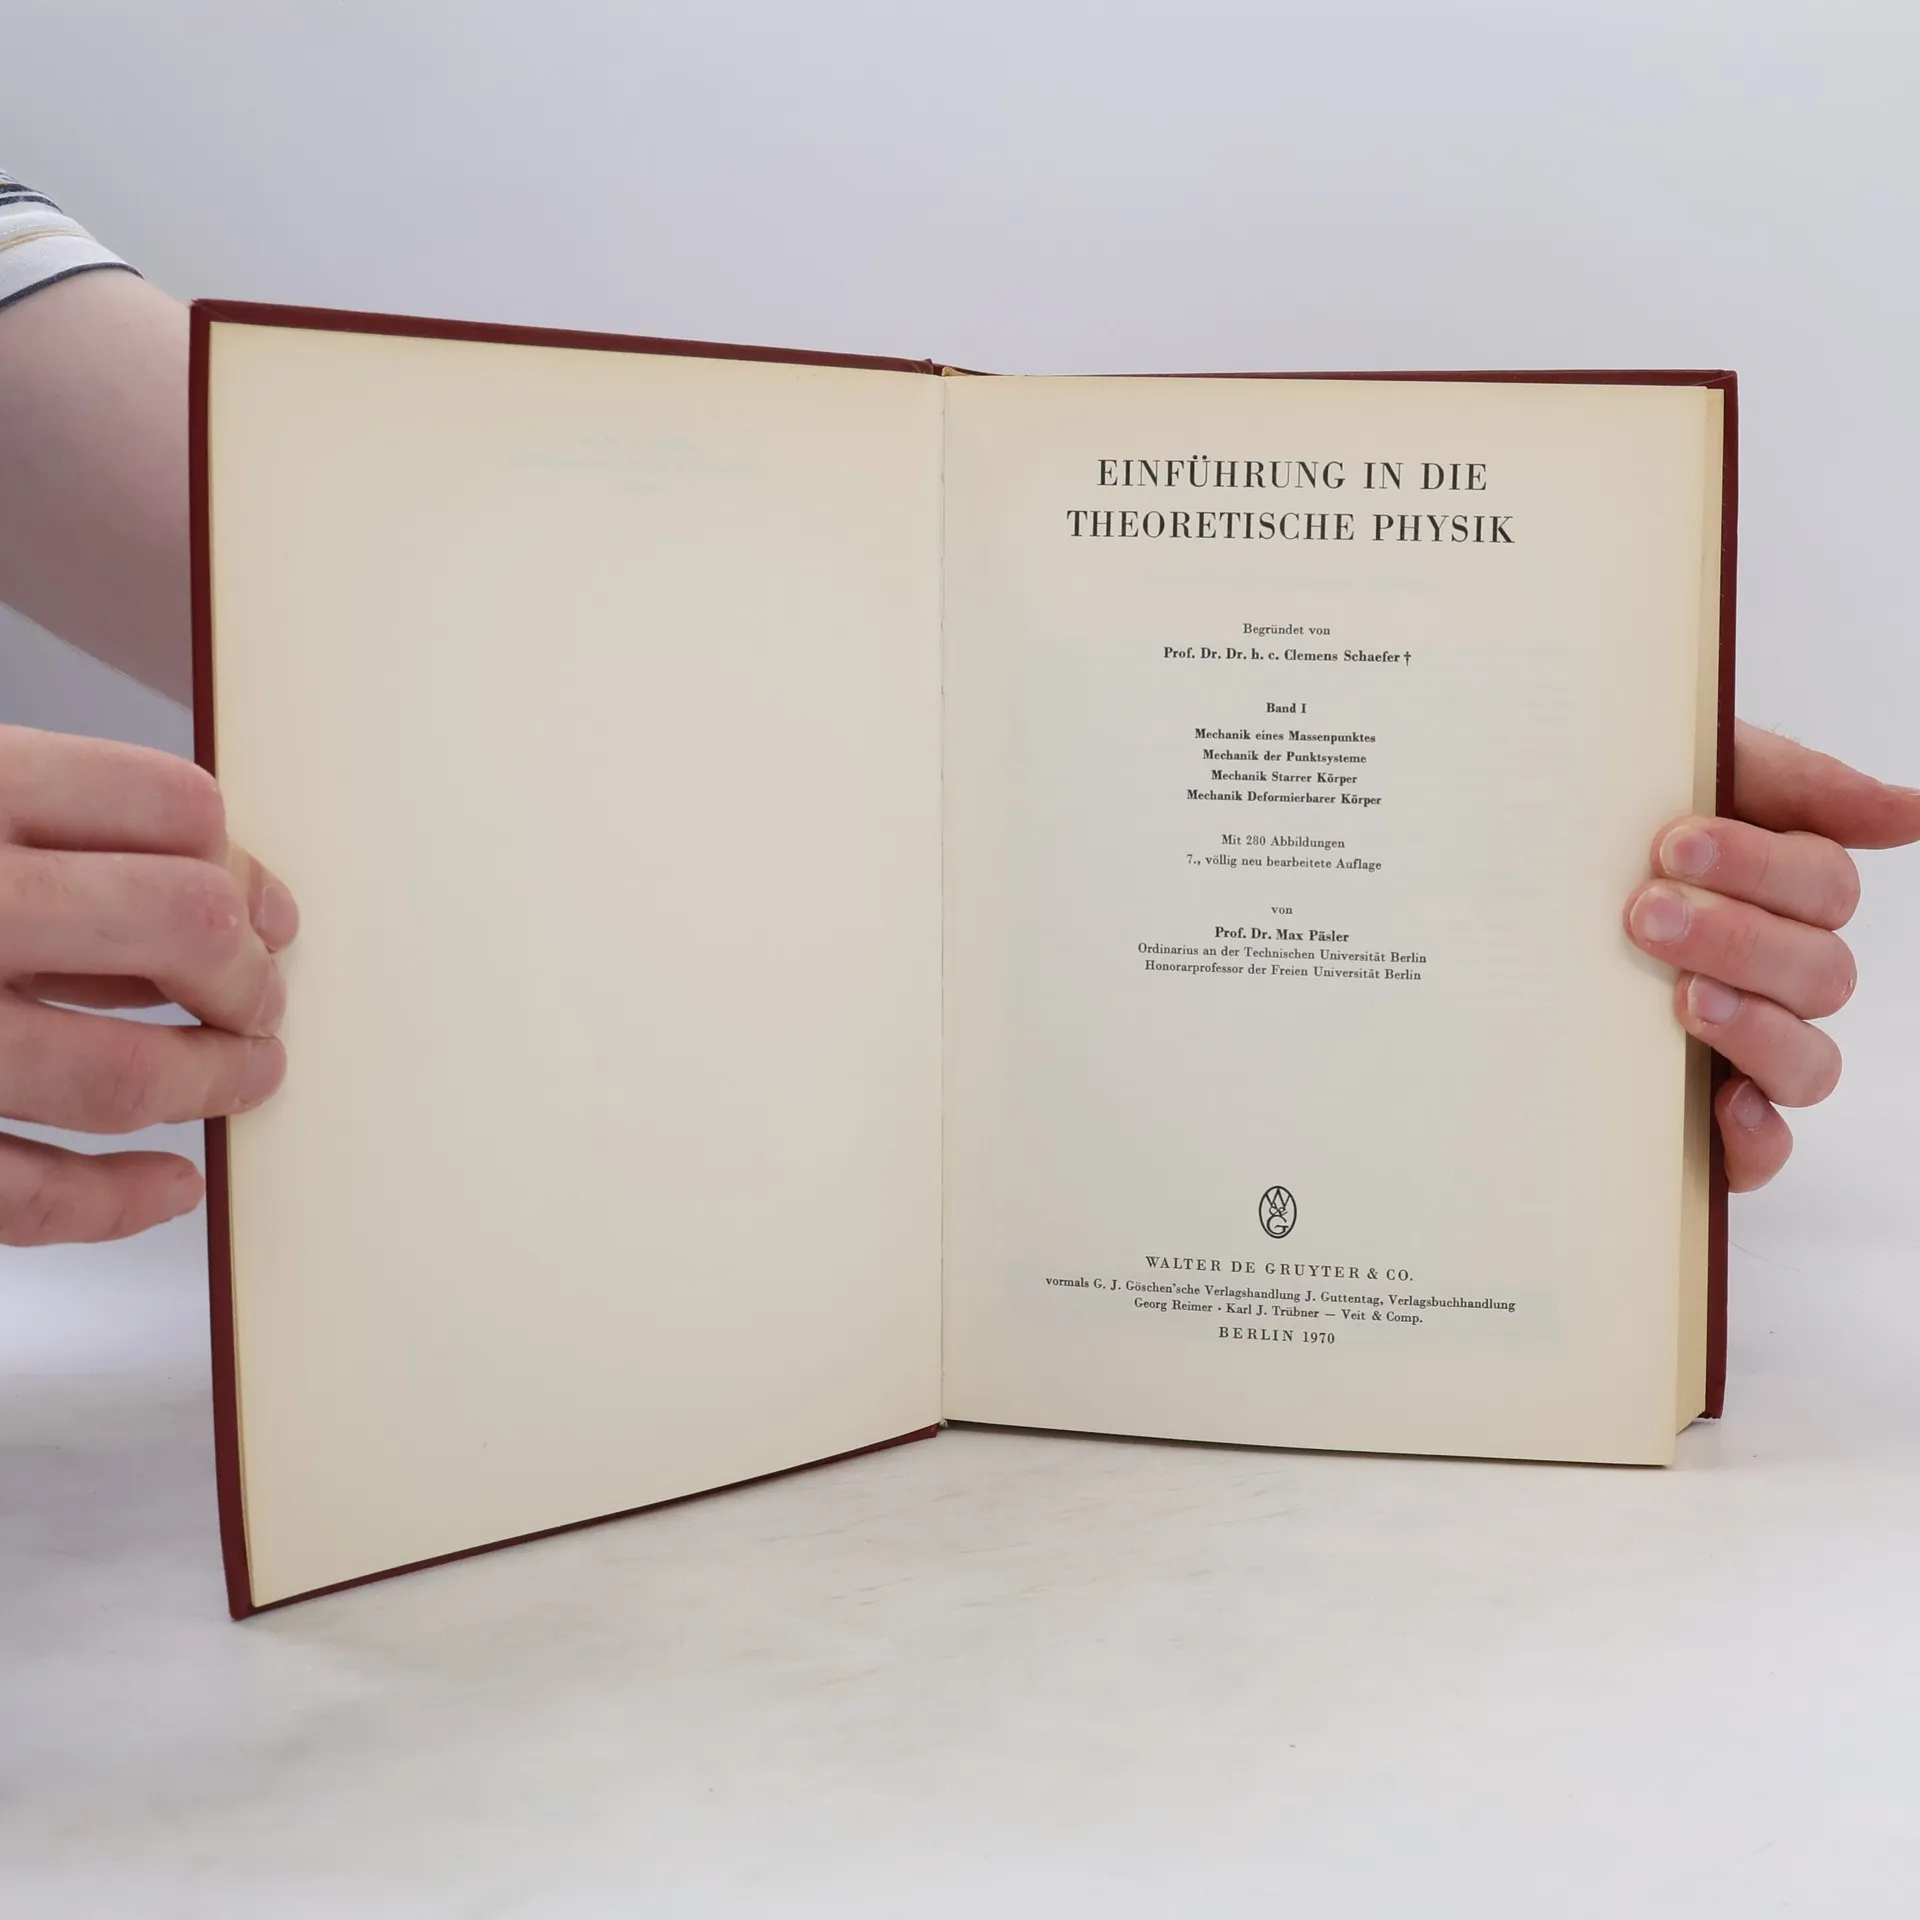 EINFÜHRUNG IN DIE
THEORETISCHE PHYSIK
Begründet von
Prof. Dr. Dr. h. c. Clemens Schaefer †
Band I
Mechanik eines Massenpunktes
Mechanik der Punktsysteme
Mechanik Starrer Körper
Mechanik Deformierbarer Körper
Mit 280 Abbildungen
7., völlig neu bearbeitete Auflage
von
Prof. Dr. Max Päsler
Ordinarius an der Technischen Universität Berlin
Honorarprofessor der Freien Universität Berlin
W
&
G
WALTER DE GRUYTER & CO.
vormals G. J. Göschen'sche Verlagshandlung J. Guttentag, Verlagsbuchhandlung
Georg Reimer · Karl J. Trübner — Veit & Comp.
BERLIN 1970